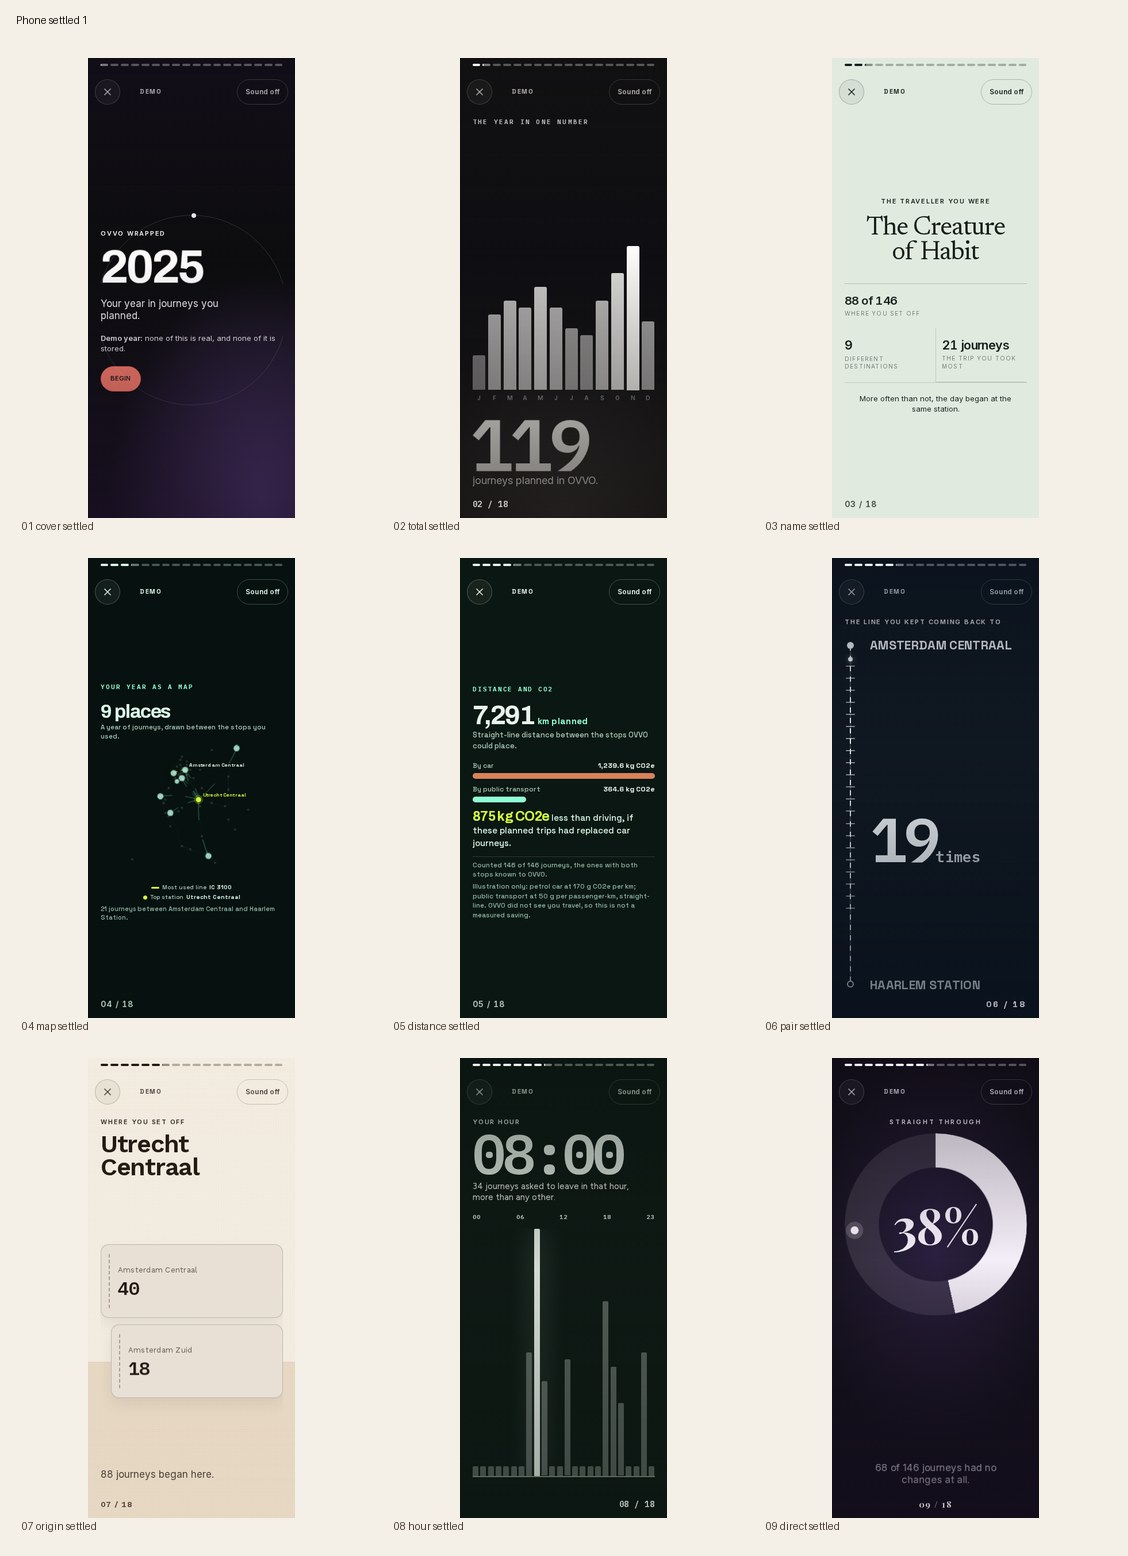 Phone settled 1
DEMO
Sound off
OVVO WRAPPED
2025
Your year in journeys you
planned.
Demo year: none of this is real, and none of it is
stored.
BEGIN
01 cover settled
DEMO
Sound off
THE YEAR IN ONE NUMBER
J F M A M J J A S O N D
119
journeys planned in OVVO.
02 / 18
02 total settled
DEMO
Sound off
THE TRAVELLER YOU WERE
The Creature
of Habit
88 of 146
WHERE YOU SET OFF
9
DIFFERENT
DESTINATIONS
21 journeys
THE TRIP YOU TOOK
MOST
More often than not, the day began at the
same station.
03 / 18
03 name settled
DEMO
Sound off
YOUR YEAR AS A MAP
9 places
A year of journeys, drawn between the stops you
used.
Amsterdam Centraal
Utrecht Centraal
Most used line IC 3100
Top station Utrecht Centraal
21 journeys between Amsterdam Centraal and Haarlem
Station.
04 / 18
04 map settled
DEMO
Sound off
DISTANCE AND CO2
7,291 km planned
Straight-line distance between the stops OVVO
could place.
By car 1,239.6 kg CO2e
By public transport 364.6 kg CO2e
875 kg CO2e less than driving, if
these planned trips had replaced car
journeys.
Counted 146 of 146 journeys, the ones with both
stops known to OVVO.
Illustration only: petrol car at 170 g CO2e per km;
public transport at 50 g per passenger-km, straight-
line. OVVO did not see you travel, so this is not a
measured saving.
05 / 18
05 distance settled
DEMO
Sound off
THE LINE YOU KEPT COMING BACK TO
AMSTERDAM CENTRAAL
19 times
HAARLEM STATION
06 / 18
06 pair settled
DEMO
Sound off
WHERE YOU SET OFF
Utrecht
Centraal
Amsterdam Centraal
40
Amsterdam Zuid
18
88 journeys began here.
07 / 18
07 origin settled
DEMO
Sound off
YOUR HOUR
08:00
34 journeys asked to leave in that hour,
more than any other.
00 06 12 18 23
08 / 18
08 hour settled
DEMO
Sound off
STRAIGHT THROUGH
38%
68 of 146 journeys had no
changes at all.
09 / 18
09 direct settled